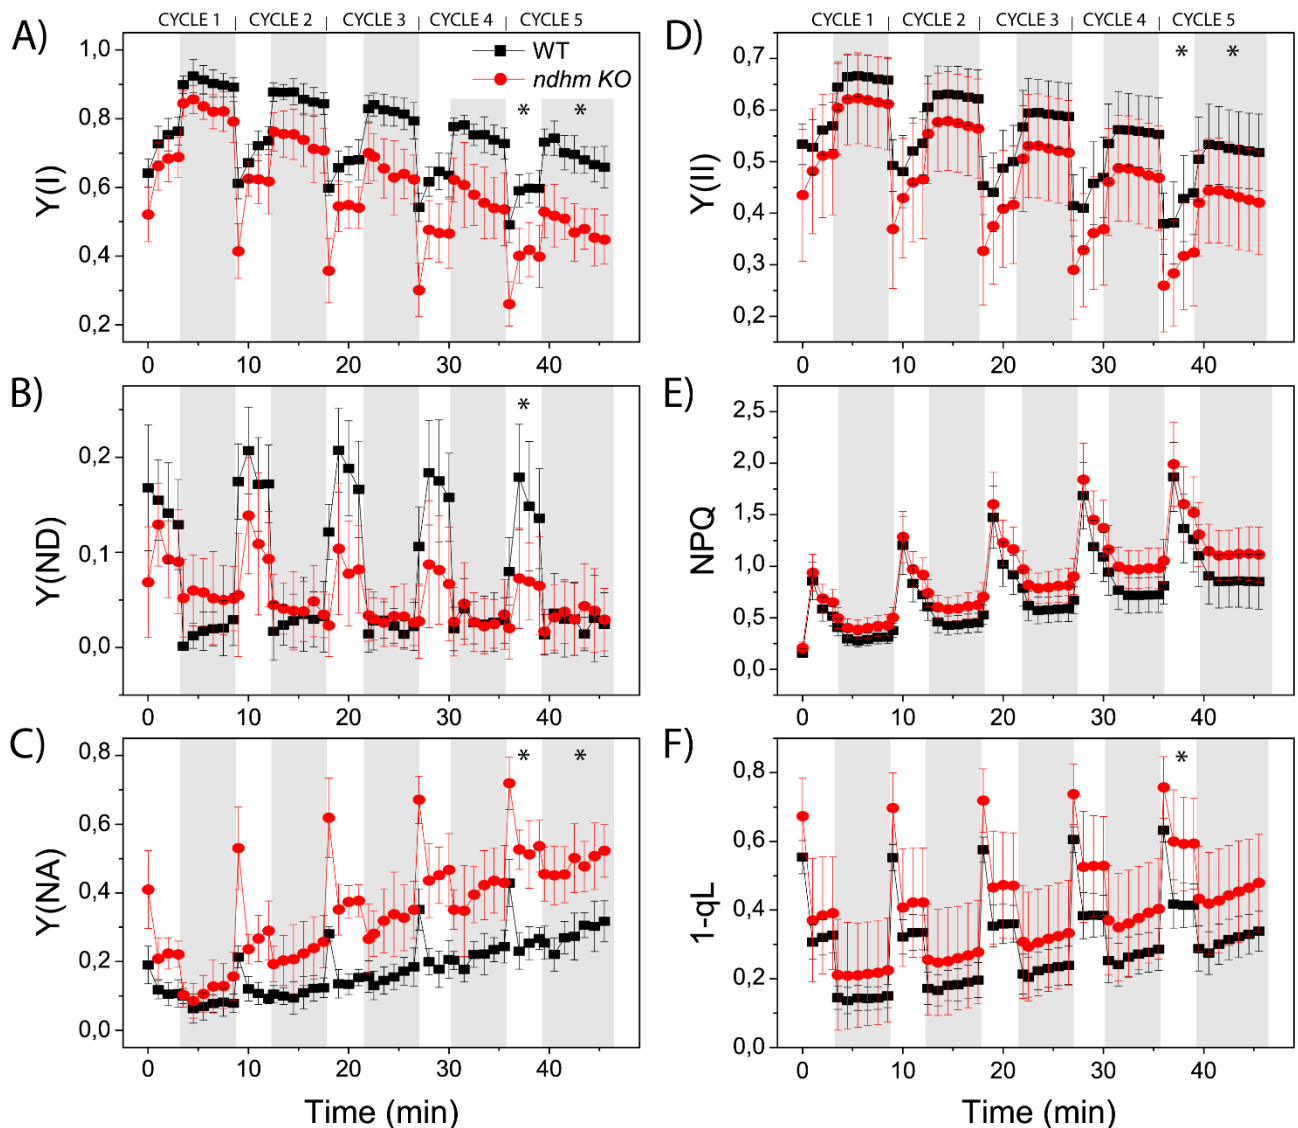 CYCLE 1 | CYCLE 2 | CYCLE 3 | CYCLE 4 | CYCLE 5
A)
Y(I)
1,0
0,8
0,6
0,4
0,2
WT
ndhm KO
*
*
0 10 20 30 40
B)
Y(ND)
0,2
0,1
0,0
*
0 10 20 30 40
C)
Y(NA)
0,8
0,6
0,4
0,2
0,0
*
*
0 10 20 30 40
Time (min)
CYCLE 1 | CYCLE 2 | CYCLE 3 | CYCLE 4 | CYCLE 5
D)
Y(II)
0,7
0,6
0,5
0,4
0,3
0,2
*
*
0 10 20 30 40
E)
NPQ
2,5
2.0
1,5
1,0
0,5
0,0
0 10 20 30 40
F)
1-qL
0,8
0,6
0,4
0,2
0,0
*
0 10 20 30 40
Time (min)